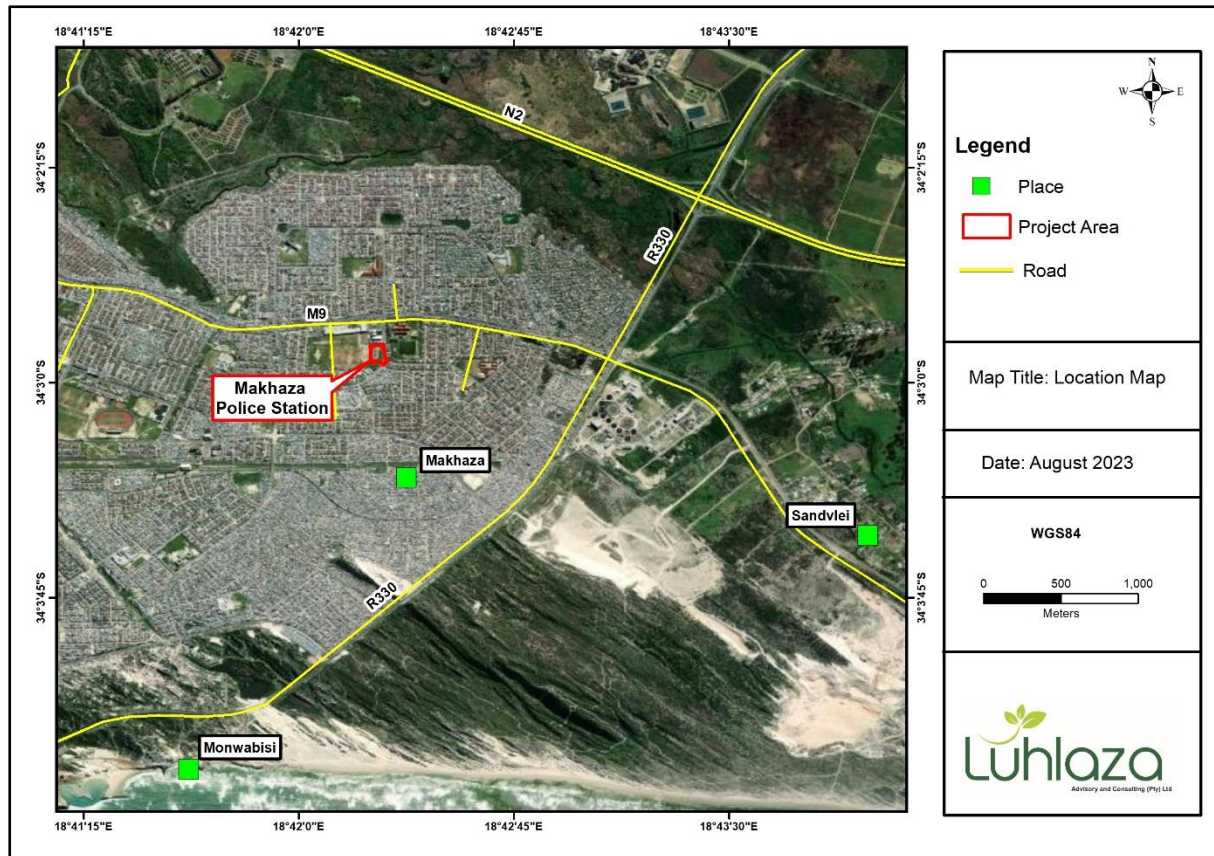 18°41'15"E
18°42'0"E
18°42'45"E
18°43'30"E
34°2'15"S
34°2'15"S
N2
R330
M9
34°3'0"S
34°3'0"S
Makhaza
Police Station
Makhaza
Sandvlei
34°3'45"S
34°3'45"S
R330
Monwabisi
18°41'15"E
18°42'0"E
18°42'45"E
18°43'30"E
N
W
E
S
Legend
Place
Project Area
Road
Map Title: Location Map
Date: August 2023
WGS84
0 500 1,000
Meters
Luhlaza
Advisory and Consulting (Pty) Ltd